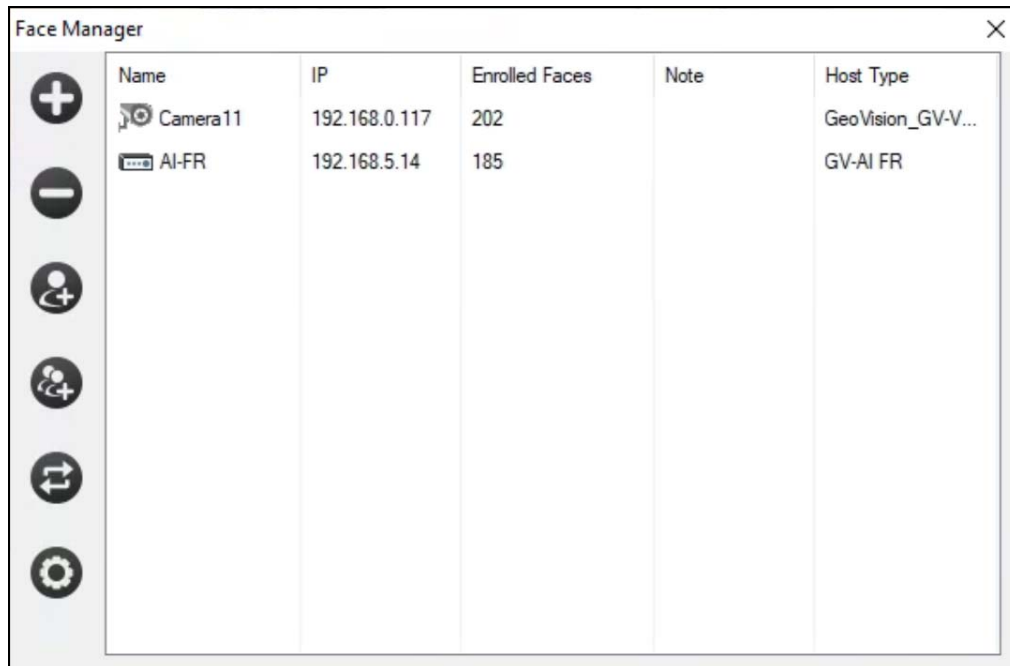 Face Manager
Name IP Enrolled Faces Note Host Type
Camera11 192.168.0.117 202 GeoVision_GV-V...
AI-FR 192.168.5.14 185 GV-AI FR